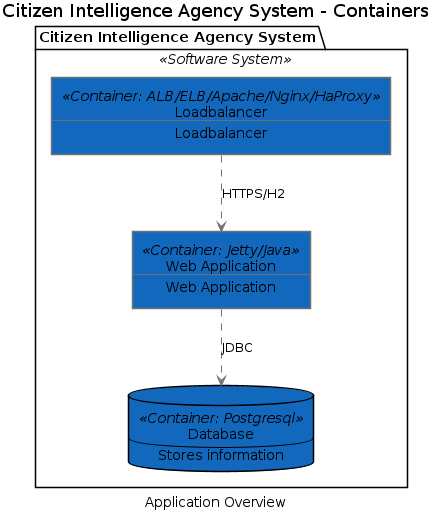 Citizen Intelligence Agency System - Containers
Citizen Intelligence Agency System
«Software System»
«Container: ALB/ELB/Apache/Nginx/HaProxy»
Loadbalancer
Loadbalancer
HTTPS/H2
«Container: Jetty/Java»
Web Application
Web Application
JDBC
«Container: Postgresql»
Database
Stores information
Application Overview